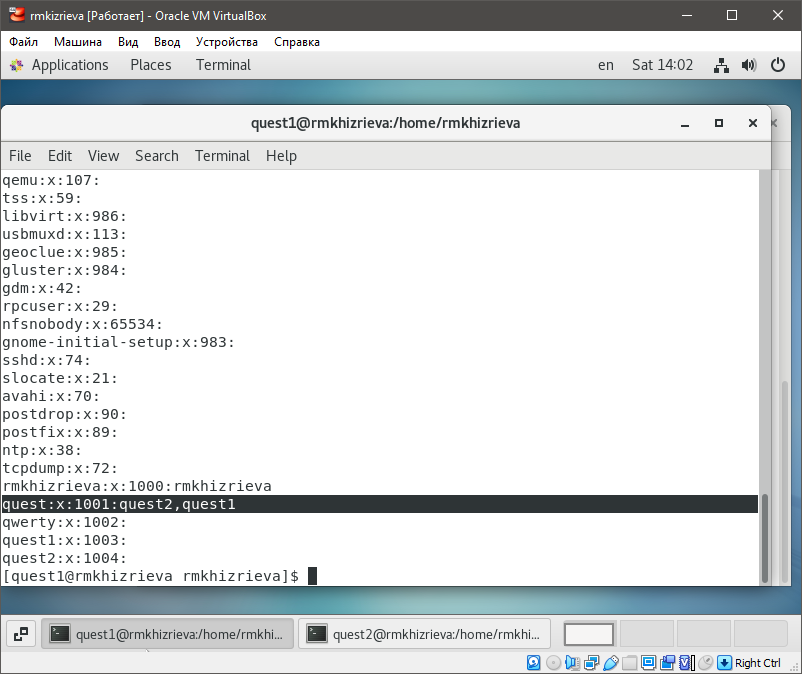 rmkizrieva [Работает] - Oracle VM VirtualBox
Файл Машина Вид Ввод Устройства Справка
Applications Places Terminal en Sat 14:02
quest1@rmkhizrieva:/home/rmkhizrieva
File Edit View Search Terminal Help
qemu:x:107:
tss:x:59:
libvirt:x:986:
usbmuxd:x:113:
geoclue:x:985:
gluster:x:984:
gdm:x:42:
rpcuser:x:29:
nfsnobody:x:65534:
gnome-initial-setup:x:983:
sshd:x:74:
slocate:x:21:
avahi:x:70:
postdrop:x:90:
postfix:x:89:
ntp:x:38:
tcpdump:x:72:
rmkhizrieva:x:1000:rmkhizrieva
quest:x:1001:quest2,quest1
qwerty:x:1002:
quest1:x:1003:
quest2:x:1004:
[quest1@rmkhizrieva rmkhizrieva]$
quest1@rmkhizrieva:/home/rmkhi... quest2@rmkhizrieva:/home/rmkhi...
Right Ctrl